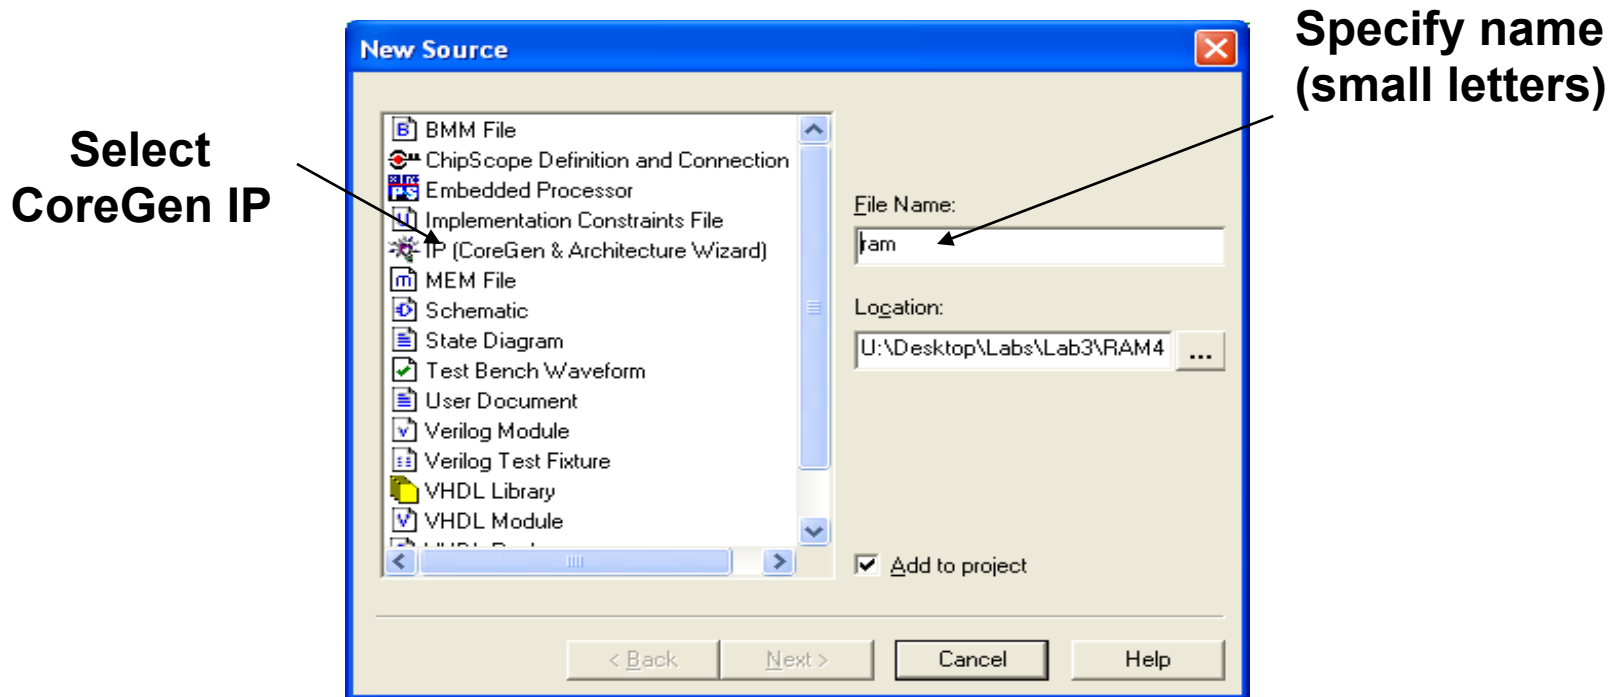 Specify name
(small letters)
New Source
Select
CoreGen IP
BMM File
ChipScope Definition and Connection
Embedded Processor
Implementation Constraints File
IP (CoreGen & Architecture Wizard)
MEM File
Schematic
State Diagram
Test Bench Waveform
User Document
Verilog Module
Verilog Test Fixture
VHDL Library
VHDL Module
File Name:
ram
Location:
U:\Desktop\Labs\Lab3\RAM4
...
Add to project
< Back
Next >
Cancel
Help